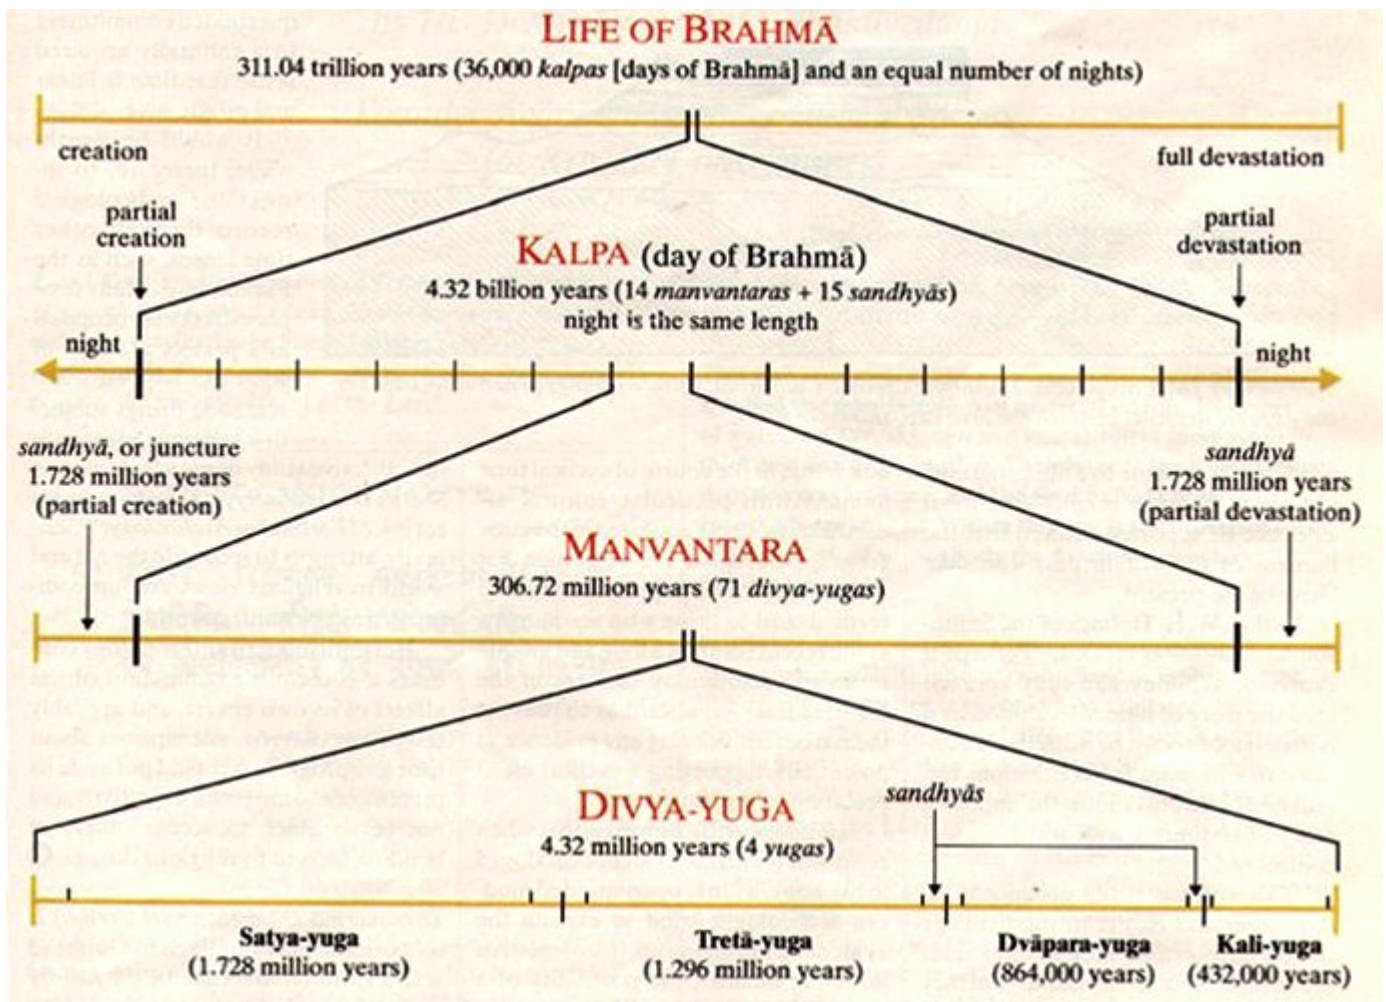 LIFE OF BRAHMĀ
311.04 trillion years (36,000 kalpas [days of Brahmā] and an equal number of nights)
creation
full devastation
partial
creation
partial
devastation
KALPA (day of Brahmā)
4.32 billion years (14 manvantaras + 15 sandhyās)
night is the same length
night
night
sandhyā, or juncture
1.728 million years
(partial creation)
sandhyā
1.728 million years
(partial devastation)
MANVANTARA
306.72 million years (71 divya-yugas)
DIVYA-YUGA
4.32 million years (4 yugas)
sandhyās
Satya-yuga
(1.728 million years)
Tretā-yuga
(1.296 million years)
Dvāpara-yuga
(864,000 years)
Kali-yuga
(432,000 years)